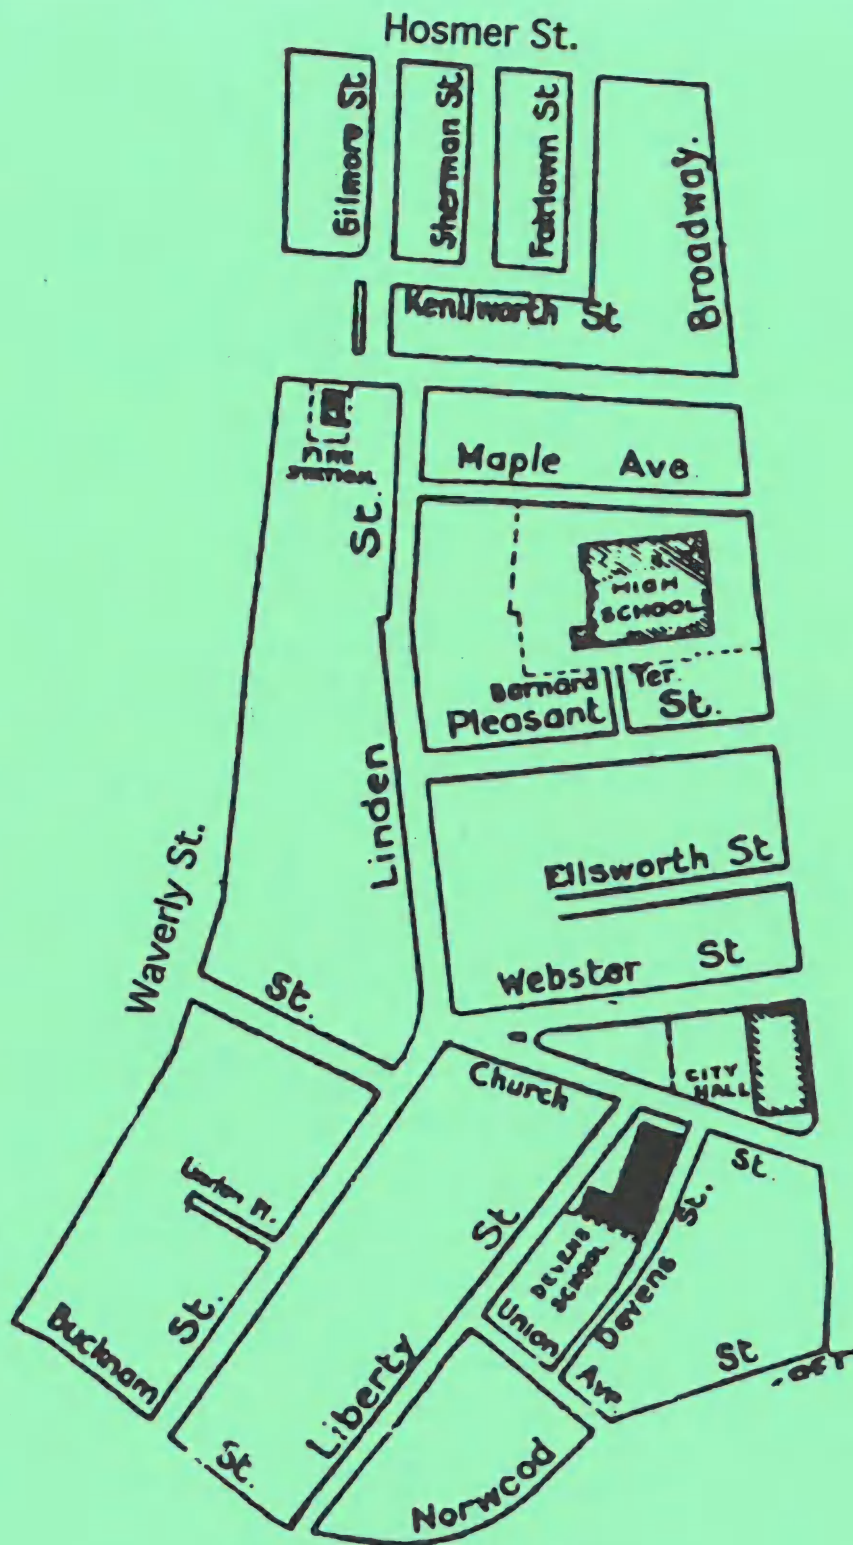 Hosmer St.
Gilmore St
Sherman St
Fairlawn St
Broadway.
Kenilworth St
FIRE
STATION
Maple Ave
HIGH
SCHOOL
Bernard Ter.
Pleasant St.
Linden St.
Ellsworth St
Waverly St.
Webster St
St.
CITY
HALL
Church St
Devens St.
DEVENS
SCHOOL
Union
Liberty St
Bucknam St.
St.
Ave
St
Norwood